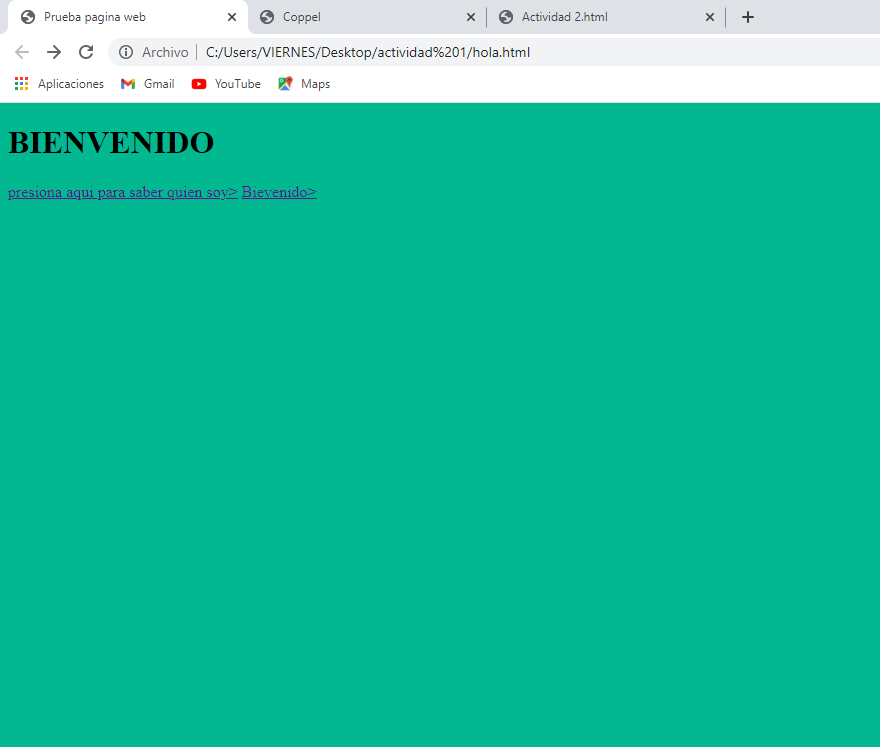 Prueba pagina web Coppel Actividad 2.html
Archivo C:/Users/VIERNES/Desktop/actividad%201/hola.html
Aplicaciones Gmail YouTube Maps
BIENVENIDO
presiona aqui para saber quien soy> Bievenido>